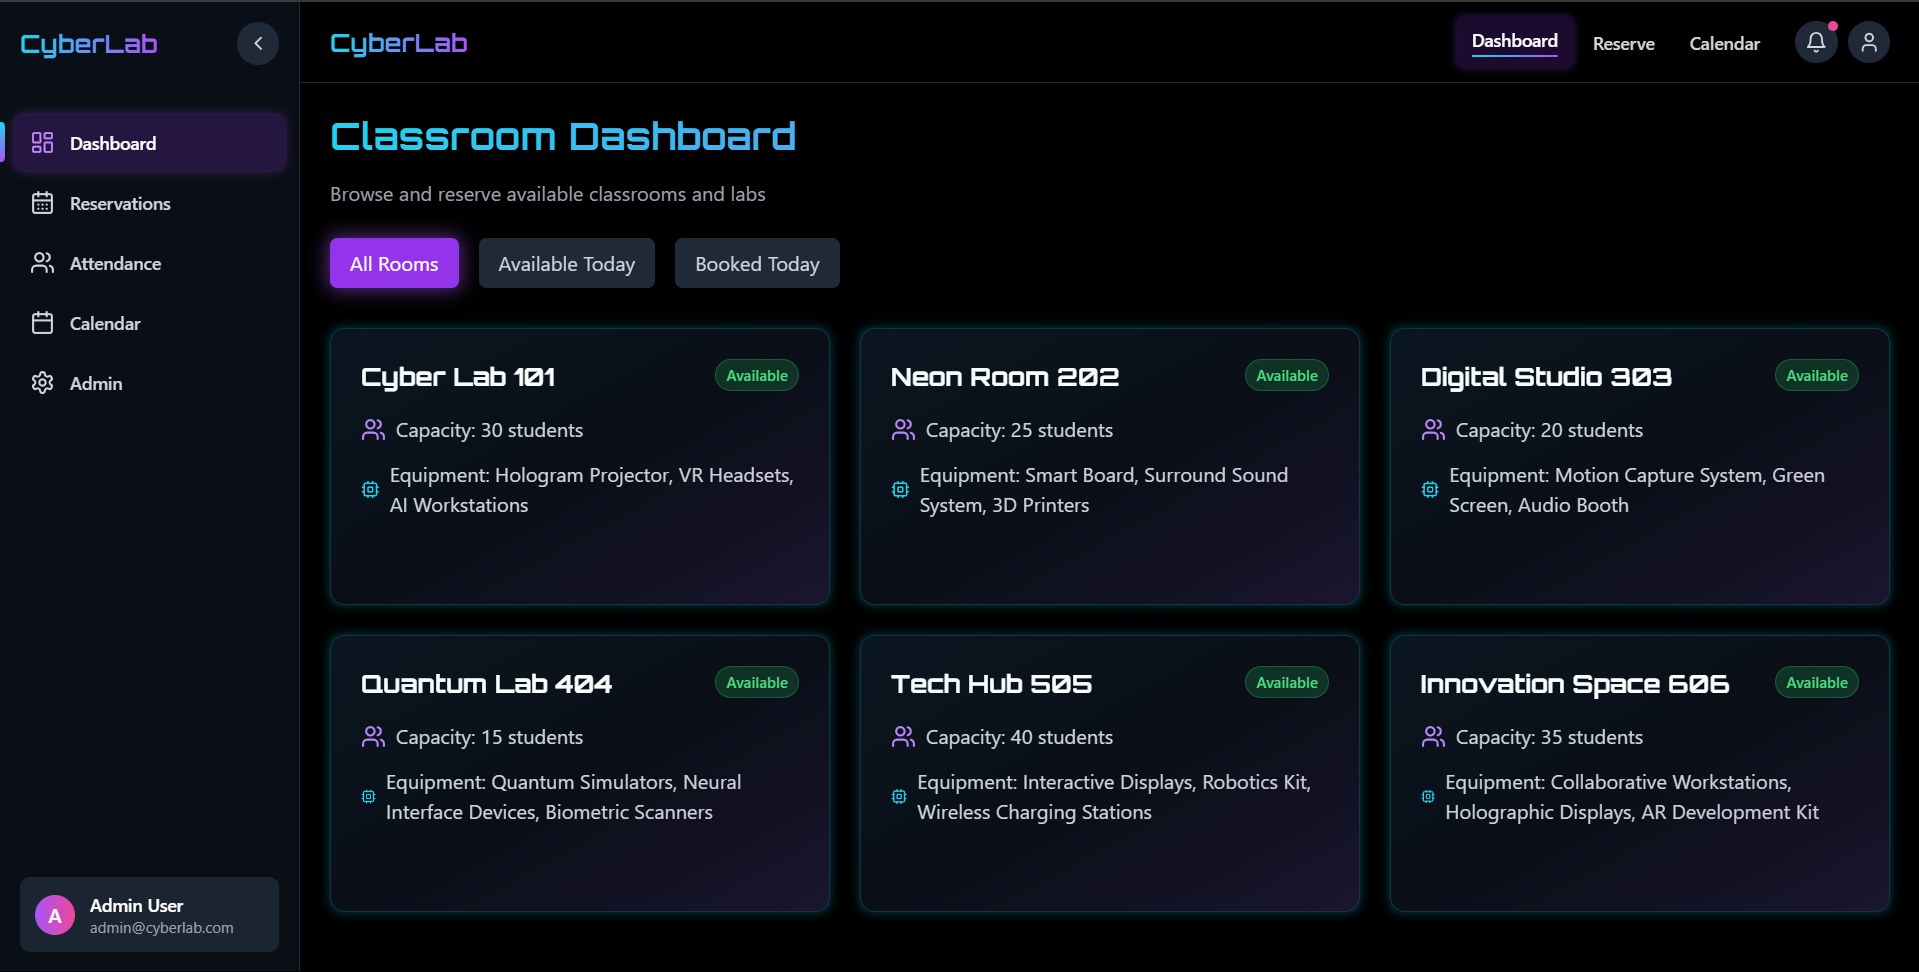 CyberLab
Dashboard
Reservations
Attendance
Calendar
Admin
A
Admin User
admin@cyberlab.com
CyberLab
Dashboard
Reserve
Calendar
Classroom Dashboard
Browse and reserve available classrooms and labs
All Rooms
Available Today
Booked Today
Cyber Lab 101
Available
Capacity: 30 students
Equipment: Hologram Projector, VR Headsets,
AI Workstations
Neon Room 202
Available
Capacity: 25 students
Equipment: Smart Board, Surround Sound
System, 3D Printers
Digital Studio 303
Available
Capacity: 20 students
Equipment: Motion Capture System, Green
Screen, Audio Booth
Quantum Lab 404
Available
Capacity: 15 students
Equipment: Quantum Simulators, Neural
Interface Devices, Biometric Scanners
Tech Hub 505
Available
Capacity: 40 students
Equipment: Interactive Displays, Robotics Kit,
Wireless Charging Stations
Innovation Space 606
Available
Capacity: 35 students
Equipment: Collaborative Workstations,
Holographic Displays, AR Development Kit